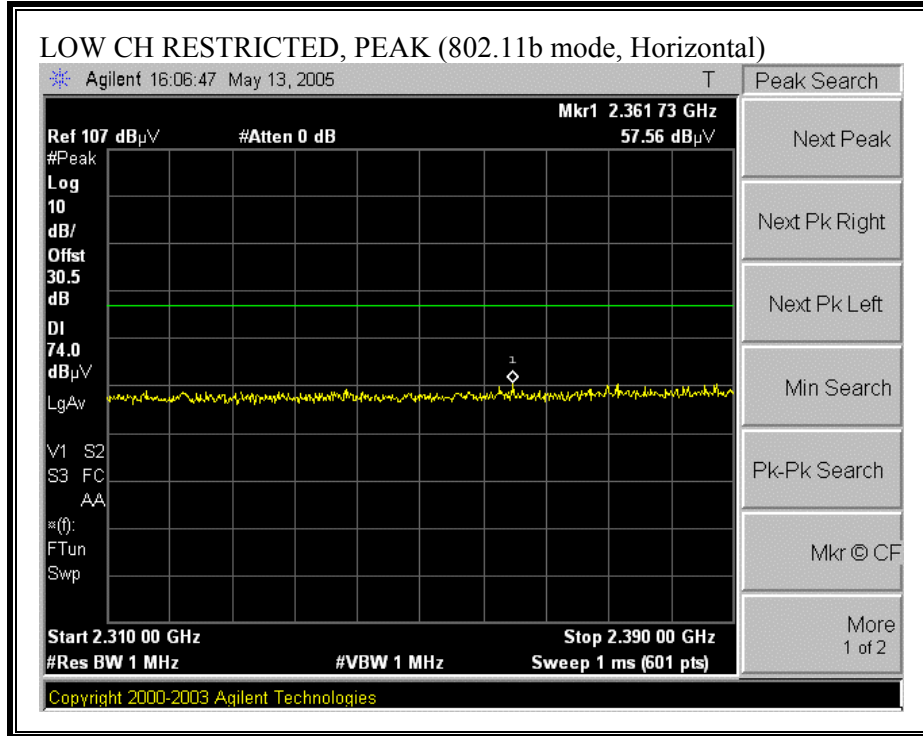 LOW CH RESTRICTED, PEAK (802.11b mode, Horizontal)
Agilent 16:06:47 May 13, 2005 T
Peak Search
Mkr1 2.361 73 GHz
Ref 107 dBµV #Atten 0 dB 57.56 dBµV
#Peak
Log
10
dB/
Offst
30.5
dB
DI
74.0
dBµV
LgAv
V1 S2
S3 FC
AA
¤(f):
FTun
Swp
1
Start 2.310 00 GHz Stop 2.390 00 GHz
#Res BW 1 MHz #VBW 1 MHz Sweep 1 ms (601 pts)
Copyright 2000-2003 Agilent Technologies
Next Peak
Next Pk Right
Next Pk Left
Min Search
Pk-Pk Search
Mkr © CF
More
1 of 2